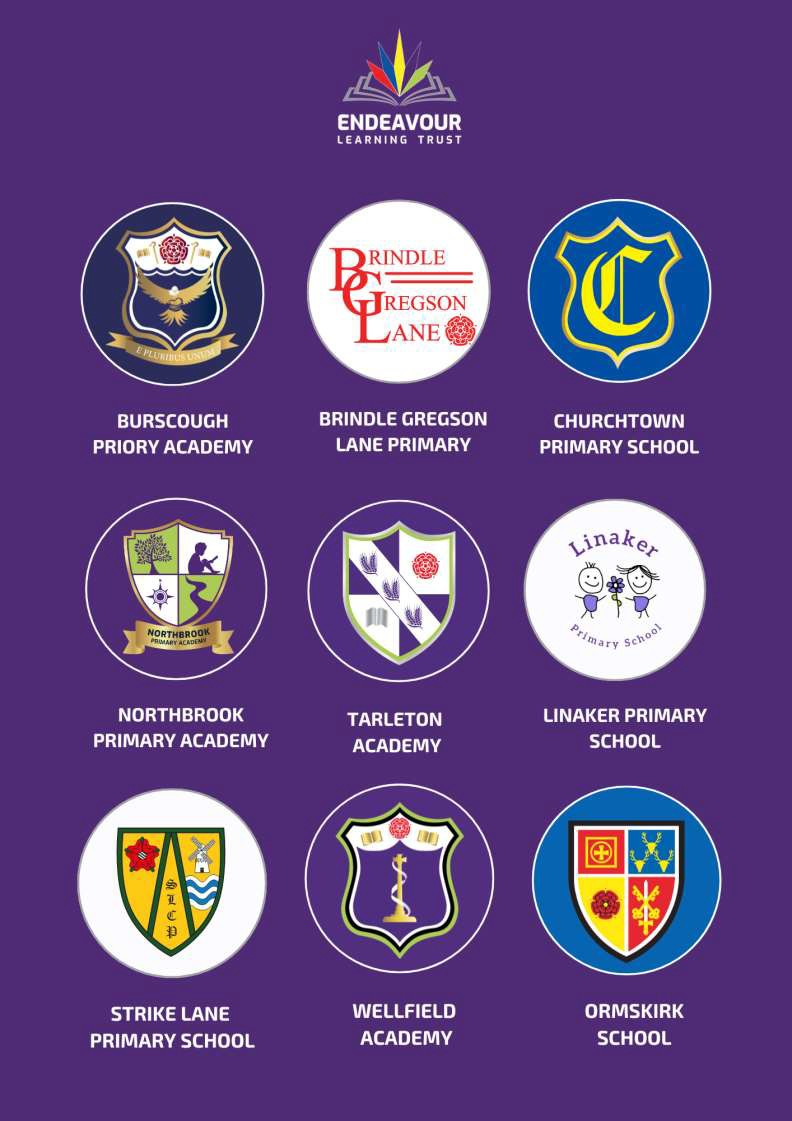 ENDEAVOUR
LEARNING TRUST
E PLURIBUS UNUM
BRINDLE
GREGSON
LANE
C
BURSCOUGH
PRIORY ACADEMY
BRINDLE GREGSON
LANE PRIMARY
CHURCHTOWN
PRIMARY SCHOOL
NORTHBROOK
PRIMARY ACADEMY
Linaker
Primary School
NORTHBROOK
PRIMARY ACADEMY
TARLETON
ACADEMY
LINAKER PRIMARY
SCHOOL
S
L
C
P
STRIKE LANE
PRIMARY SCHOOL
WELLFIELD
ACADEMY
ORMSKIRK
SCHOOL